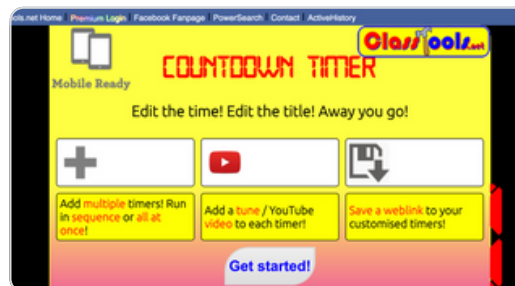 ols.net Home | Premium Login | Facebook Fanpage | PowerSearch | Contact | ActiveHistory
ClassTools.net
Mobile Ready
COUNTDOWN TIMER
Edit the time! Edit the title! Away you go!
Add multiple timers! Run
in sequence or all at
once!
Add a tune / YouTube
video to each timer!
Save a weblink to your
customised timers!
Get started!